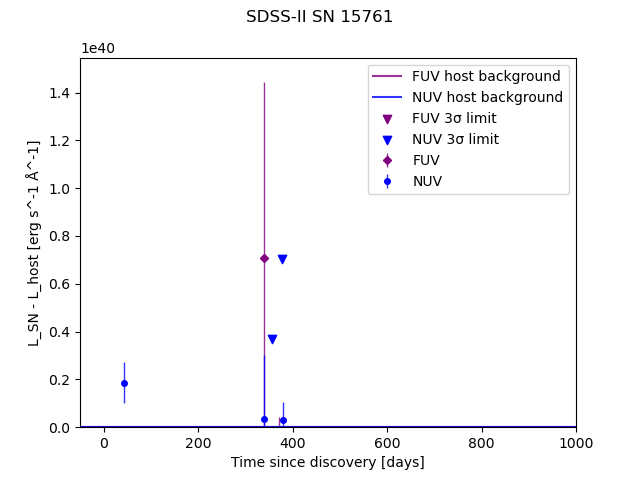 SDSS-II SN 15761
1e40
L_SN - L_host [erg s^-1 Å^-1]
1.4
1.2
1.0
0.8
0.6
0.4
0.2
0.0
FUV host background
NUV host background
FUV 3σ limit
NUV 3σ limit
FUV
NUV
0 200 400 600 800 1000
Time since discovery [days]